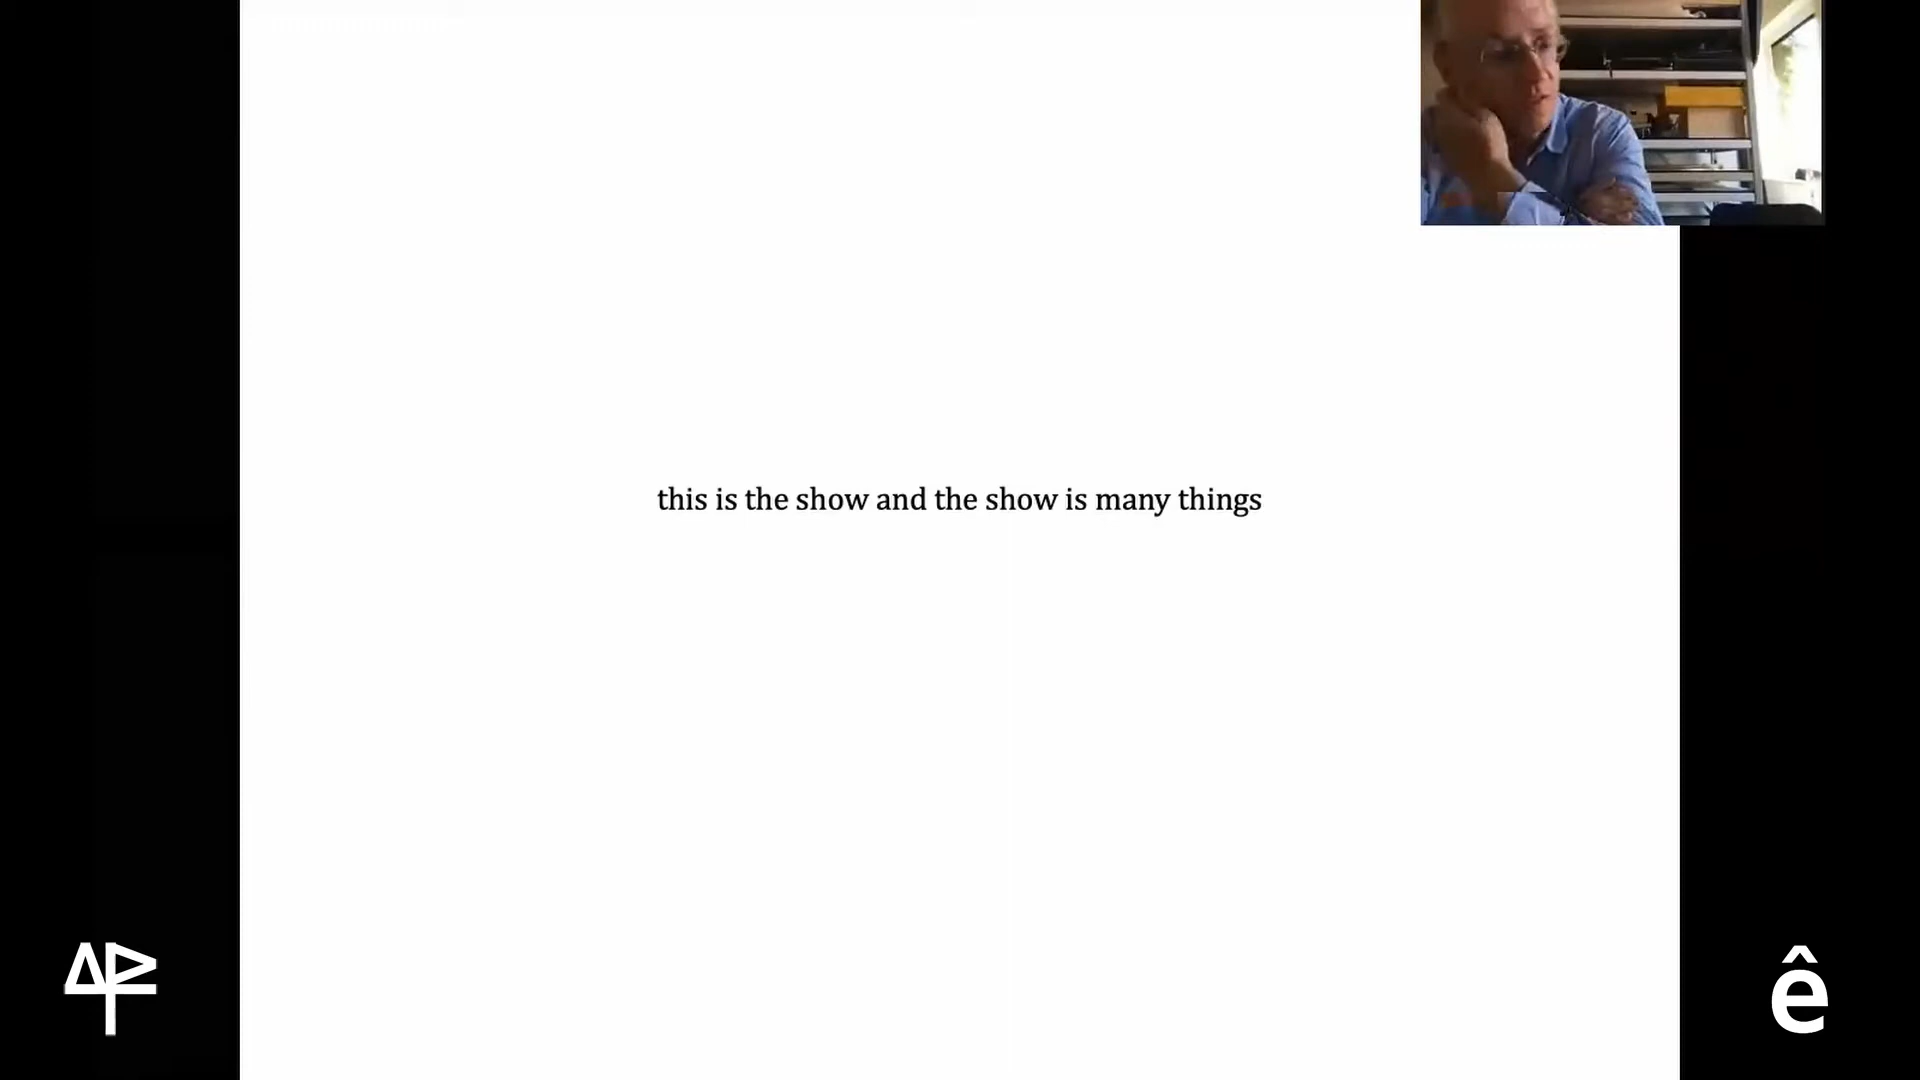 this is the show and the show is many things
ê